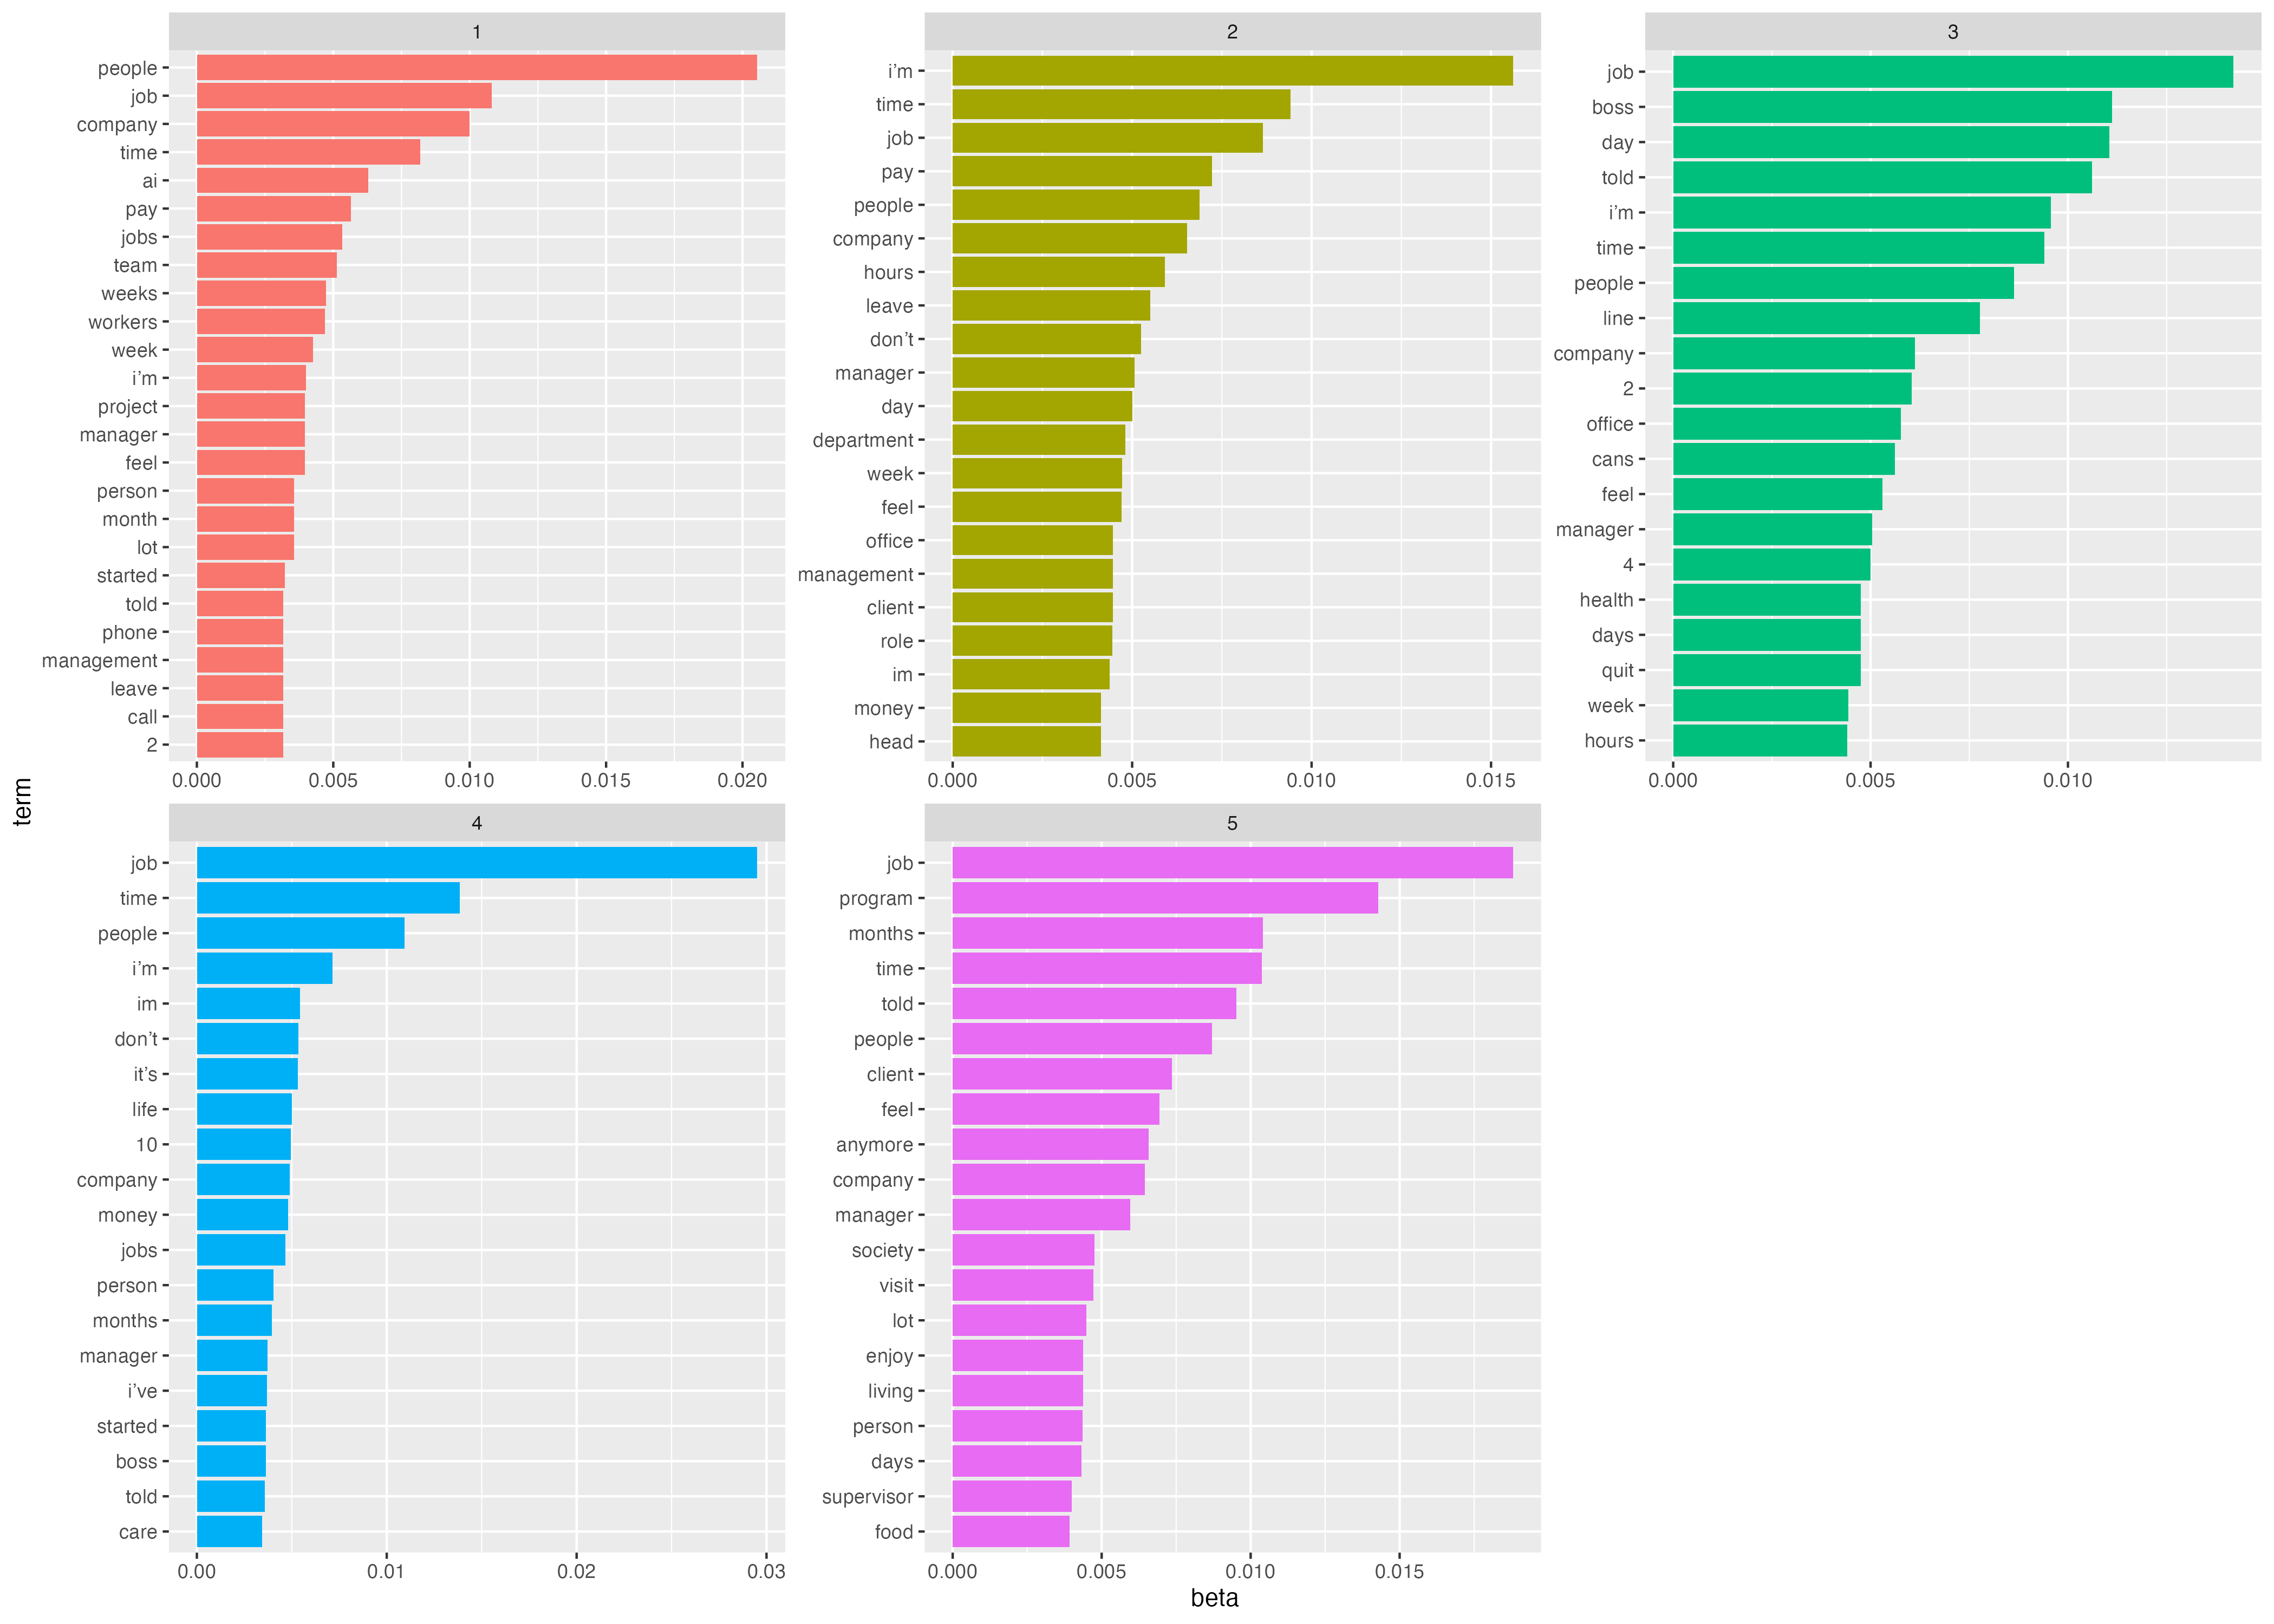 1
people
job
company
time
ai
pay
jobs
team
weeks
workers
week
i’m
project
manager
feel
person
month
lot
started
told
phone
management
leave
call
2
0.000 0.005 0.010 0.015 0.020
2
i’m
time
job
pay
people
company
hours
leave
don’t
manager
day
department
week
feel
office
management
client
role
im
money
head
0.000 0.005 0.010 0.015
3
job
boss
day
told
i’m
time
people
line
company
2
office
cans
feel
manager
4
health
days
quit
week
hours
0.000 0.005 0.010
term
4
job
time
people
i’m
im
don’t
it’s
life
10
company
money
jobs
person
months
manager
i’ve
started
boss
told
care
0.00 0.01 0.02 0.03
5
job
program
months
time
told
people
client
feel
anymore
company
manager
society
visit
lot
enjoy
living
person
days
supervisor
food
0.000 0.005 0.010 0.015
beta